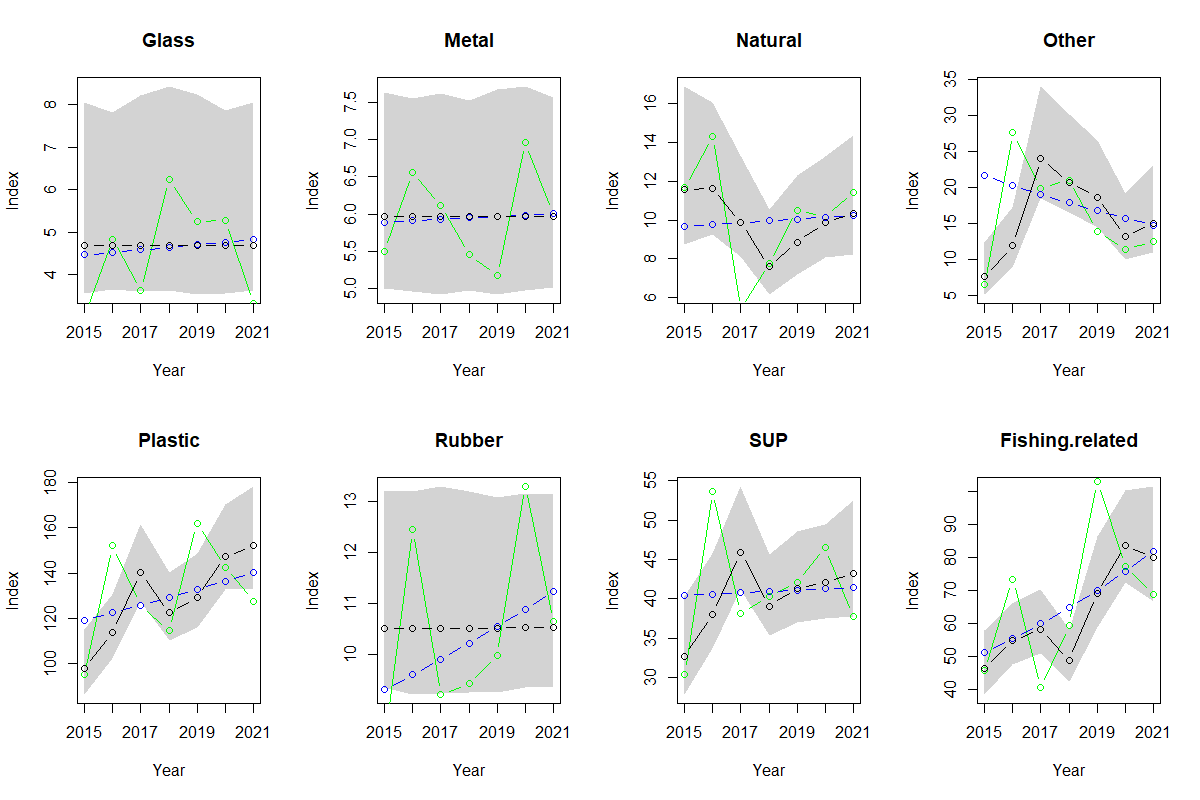 Glass
Index
8
7
6
5
4
2015 2017 2019 2021
Year
Metal
Index
7.5
7.0
6.5
6.0
5.5
5.0
2015 2017 2019 2021
Year
Natural
Index
16
14
12
10
8
6
2015 2017 2019 2021
Year
Other
Index
35
30
25
20
15
10
5
2015 2017 2019 2021
Year
Plastic
Index
180
160
140
120
100
2015 2017 2019 2021
Year
Rubber
Index
13
12
11
10
2015 2017 2019 2021
Year
SUP
Index
55
50
45
40
35
30
2015 2017 2019 2021
Year
Fishing.related
Index
90
80
70
60
50
40
2015 2017 2019 2021
Year